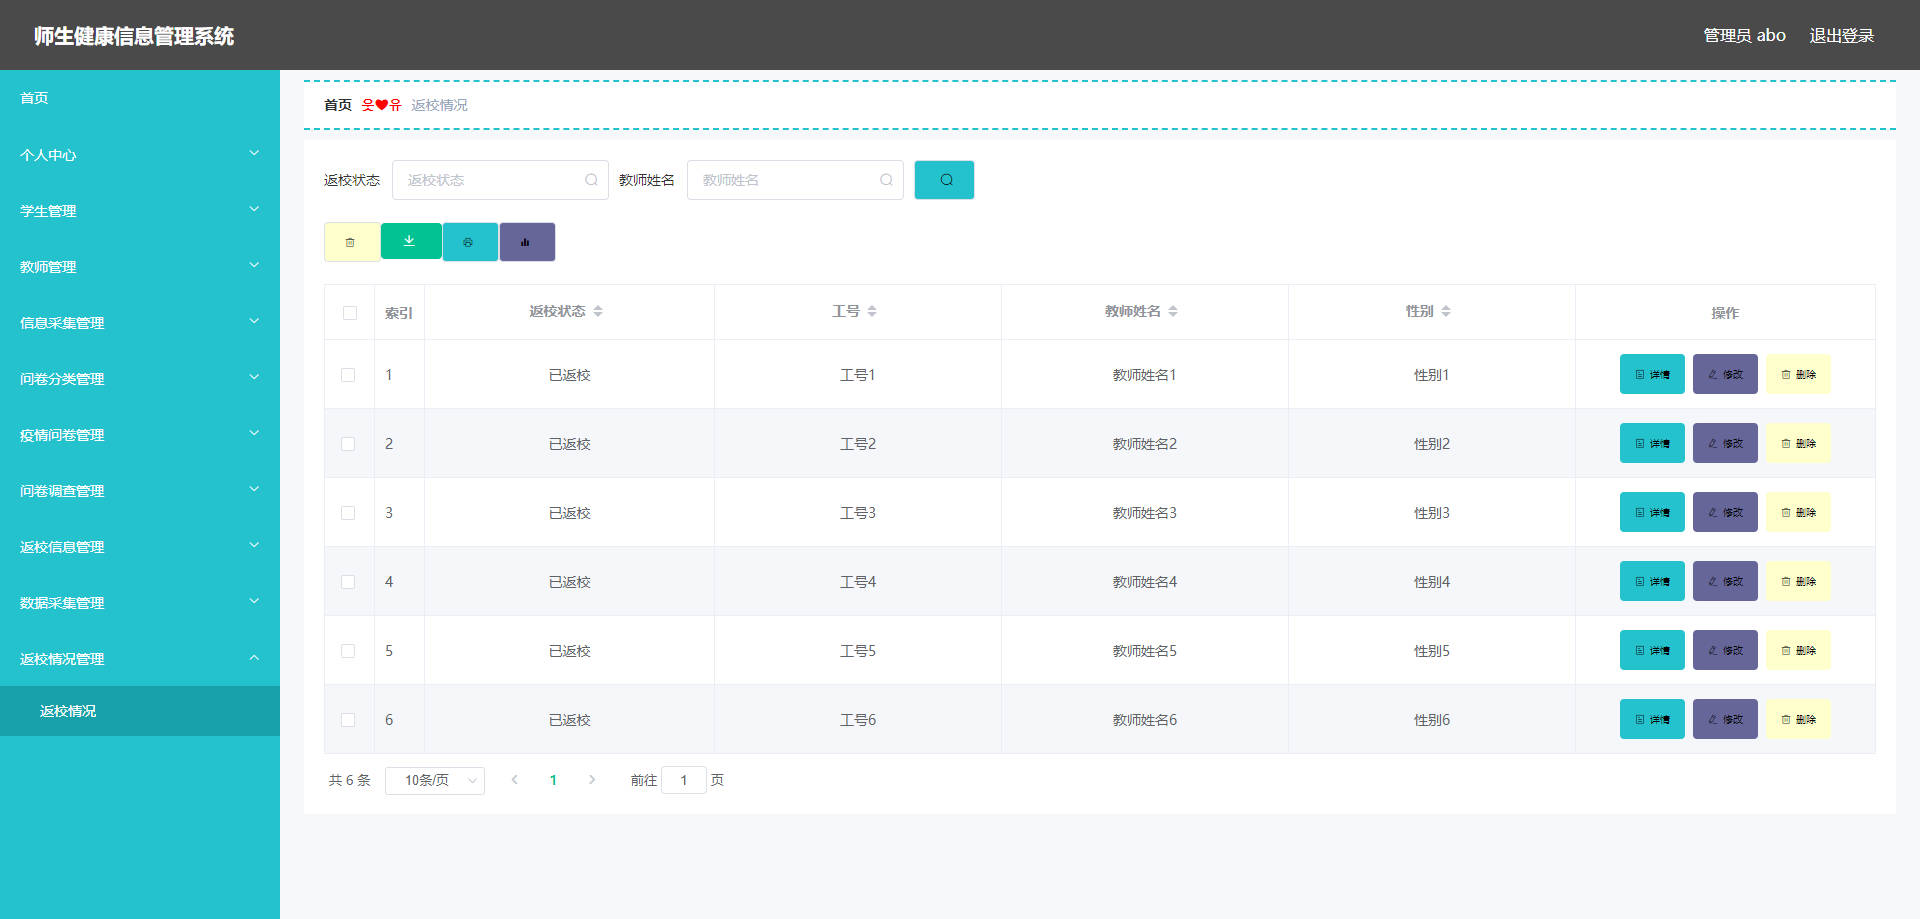 师生健康信息管理系统
管理员 abo 退出登录
首页
个人中心
学生管理
教师管理
信息采集管理
问卷分类管理
疫情问卷管理
问卷调查管理
返校信息管理
数据采集管理
返校情况管理
返校情况
首页 웃❤유 返校情况
返校状态 返校状态 教师姓名 教师姓名
索引 返校状态 工号 教师姓名 性别 操作
1 已返校 工号1 教师姓名1 性别1 详情 修改 删除
2 已返校 工号2 教师姓名2 性别2 详情 修改 删除
3 已返校 工号3 教师姓名3 性别3 详情 修改 删除
4 已返校 工号4 教师姓名4 性别4 详情 修改 删除
5 已返校 工号5 教师姓名5 性别5 详情 修改 删除
6 已返校 工号6 教师姓名6 性别6 详情 修改 删除
共 6 条 10条/页 1 前往 1 页